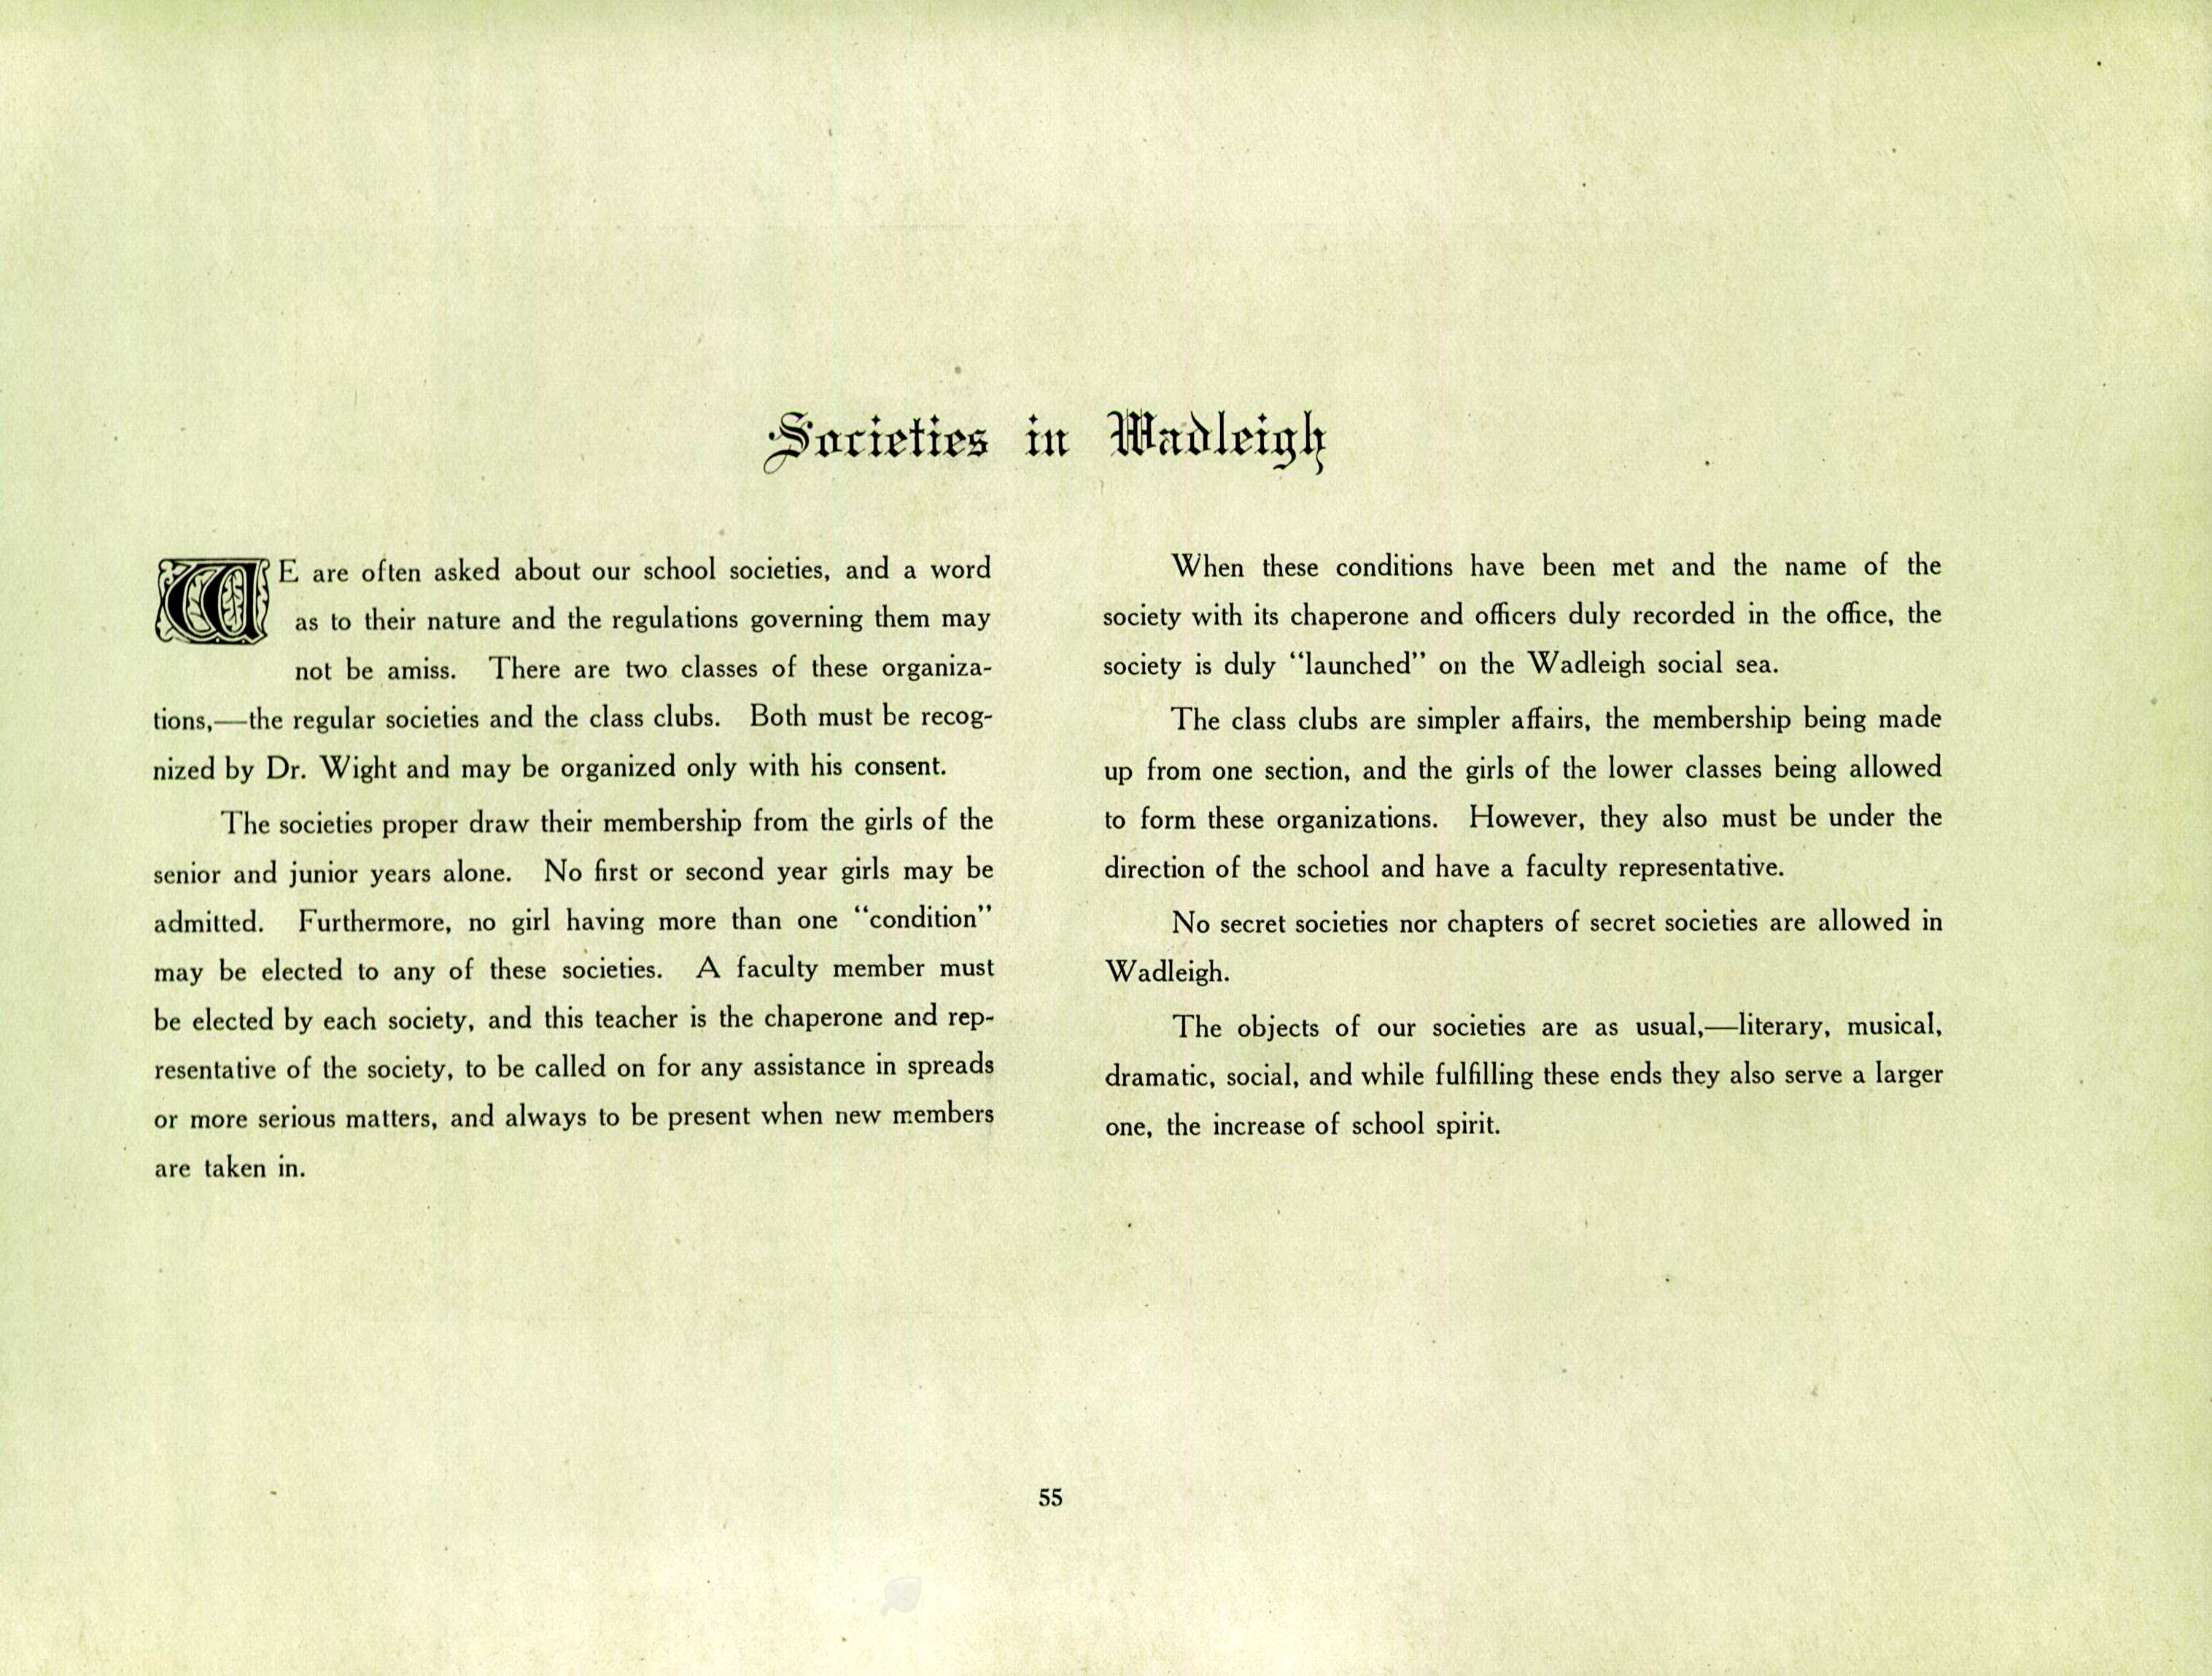 Societies in Wadleigh
WE are often asked about our school societies, and a word
as to their nature and the regulations governing them may
not be amiss. There are two classes of these organiza-
tions,—the regular societies and the class clubs. Both must be recog-
nized by Dr. Wight and may be organized only with his consent.
The societies proper draw their membership from the girls of the
senior and junior years alone. No first or second year girls may be
admitted. Furthermore, no girl having more than one “condition”
may be elected to any of these societies. A faculty member must
be elected by each society, and this teacher is the chaperone and rep-
resentative of the society, to be called on for any assistance in spreads
or more serious matters, and always to be present when new members
are taken in.
When these conditions have been met and the name of the
society with its chaperone and officers duly recorded in the office, the
society is duly “launched” on the Wadleigh social sea.
The class clubs are simpler affairs, the membership being made
up from one section, and the girls of the lower classes being allowed
to form these organizations. However, they also must be under the
direction of the school and have a faculty representative.
No secret societies nor chapters of secret societies are allowed in
Wadleigh.
The objects of our societies are as usual,—literary, musical,
dramatic, social, and while fulfilling these ends they also serve a larger
one, the increase of school spirit.
55